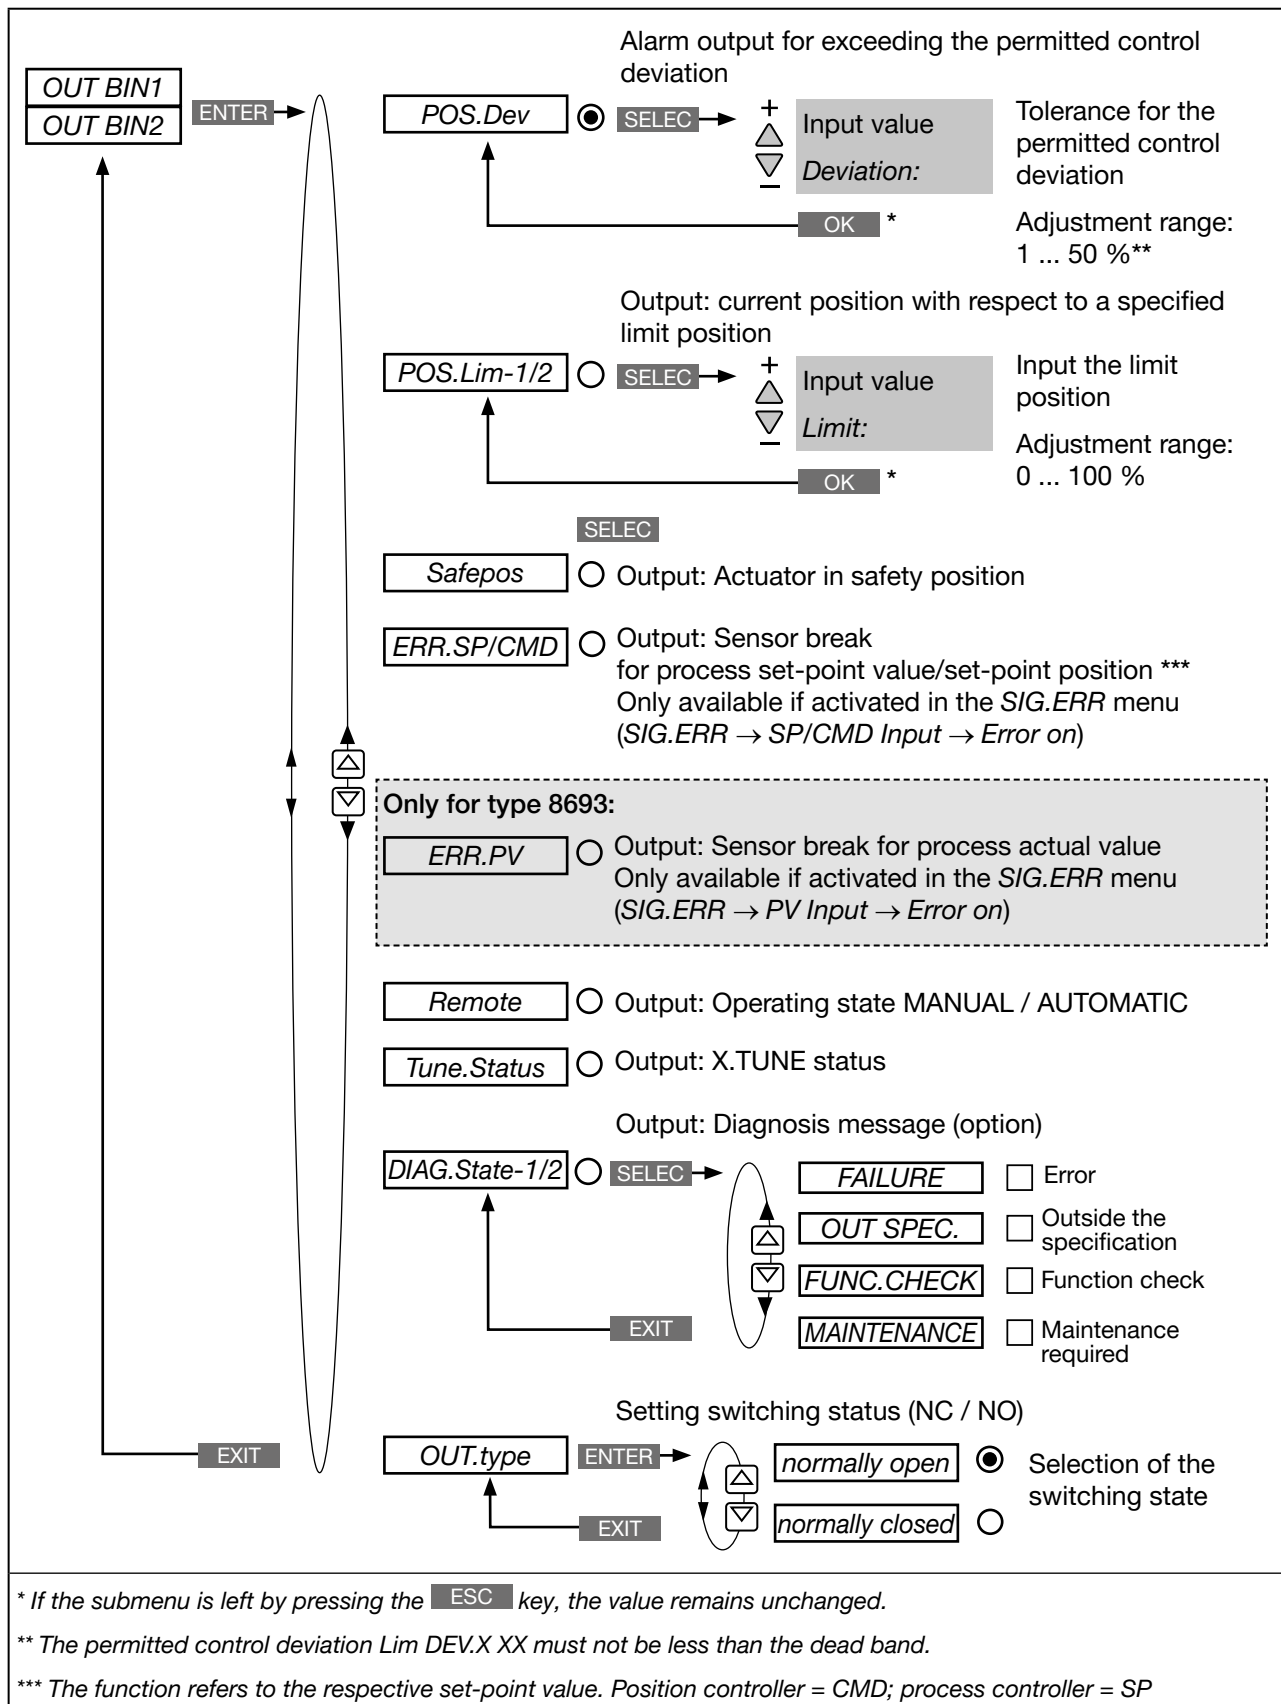 Alarm output for exceeding the permitted control
deviation
OUT BIN1
OUT BIN2
ENTER
POS.Dev
SELEC
+
Input value
Deviation:
–
Tolerance for the
permitted control
deviation
OK *
Adjustment range:
1 ... 50 %**
Output: current position with respect to a specified
limit position
POS.Lim-1/2
SELEC
+
Input value
Limit:
–
Input the limit
position
Adjustment range:
0 ... 100 %
OK *
SELEC
Safepos
Output: Actuator in safety position
ERR.SP/CMD
Output: Sensor break
for process set-point value/set-point position ***
Only available if activated in the SIG.ERR menu
(SIG.ERR → SP/CMD Input → Error on)
Only for type 8693:
ERR.PV
Output: Sensor break for process actual value
Only available if activated in the SIG.ERR menu
(SIG.ERR → PV Input → Error on)
Remote
Output: Operating state MANUAL / AUTOMATIC
Tune.Status
Output: X.TUNE status
Output: Diagnosis message (option)
DIAG.State-1/2
SELEC
FAILURE
Error
OUT SPEC.
Outside the
specification
FUNC.CHECK
Function check
MAINTENANCE
Maintenance
required
EXIT
Setting switching status (NC / NO)
EXIT
OUT.type
ENTER
normally open
normally closed
Selection of the
switching state
EXIT
* If the submenu is left by pressing the ESC key, the value remains unchanged.
** The permitted control deviation Lim DEV.X XX must not be less than the dead band.
*** The function refers to the respective set-point value. Position controller = CMD; process controller = SP